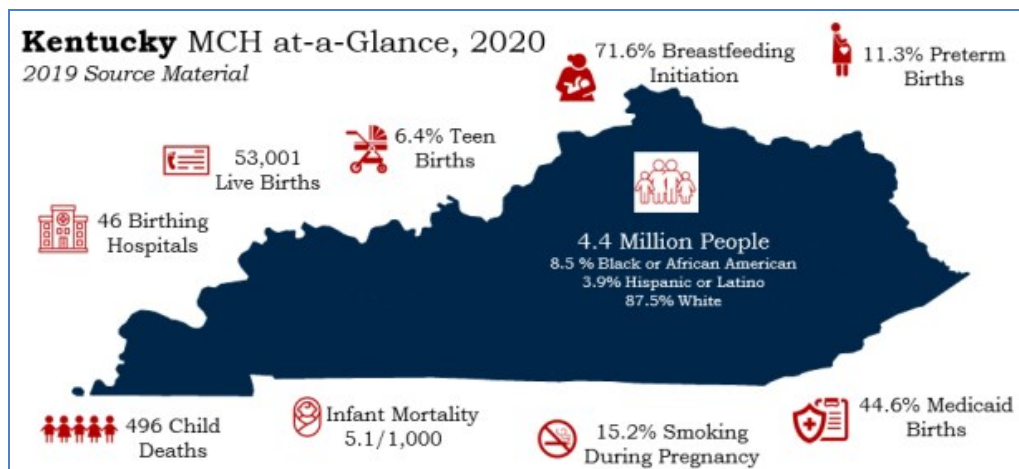 Kentucky MCH at-a-Glance, 2020
2019 Source Material
71.6% Breastfeeding
Initiation
11.3% Preterm
Births
6.4% Teen
Births
53,001
Live Births
46 Birthing
Hospitals
4.4 Million People
8.5 % Black or African American
3.9% Hispanic or Latino
87.5% White
496 Child
Deaths
Infant Mortality
5.1/1,000
15.2% Smoking
During Pregnancy
44.6% Medicaid
Births